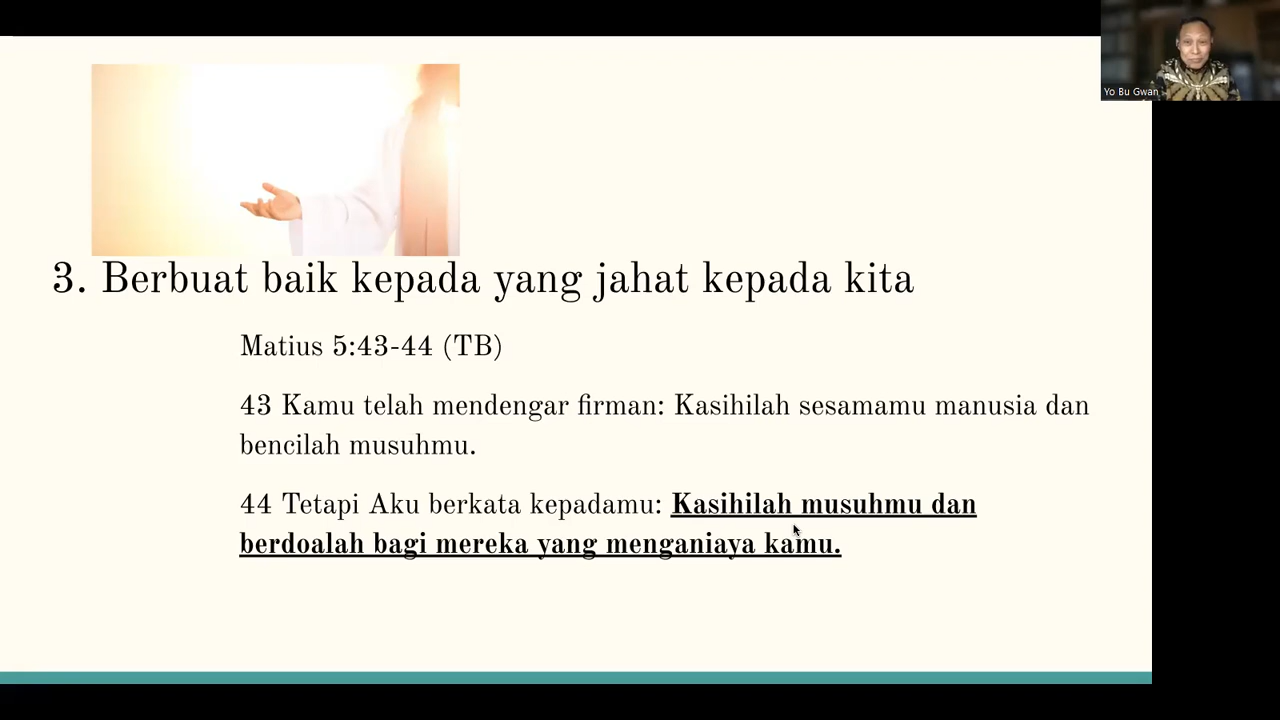 Yo Bu Gwan
3. Berbuat baik kepada yang jahat kepada kita
Matius 5:43-44 (TB)
43 Kamu telah mendengar firman: Kasihilah sesamamu manusia dan
bencilah musuhmu.
44 Tetapi Aku berkata kepadamu: Kasihilah musuhmu dan
berdoalah bagi mereka yang menganiaya kamu.